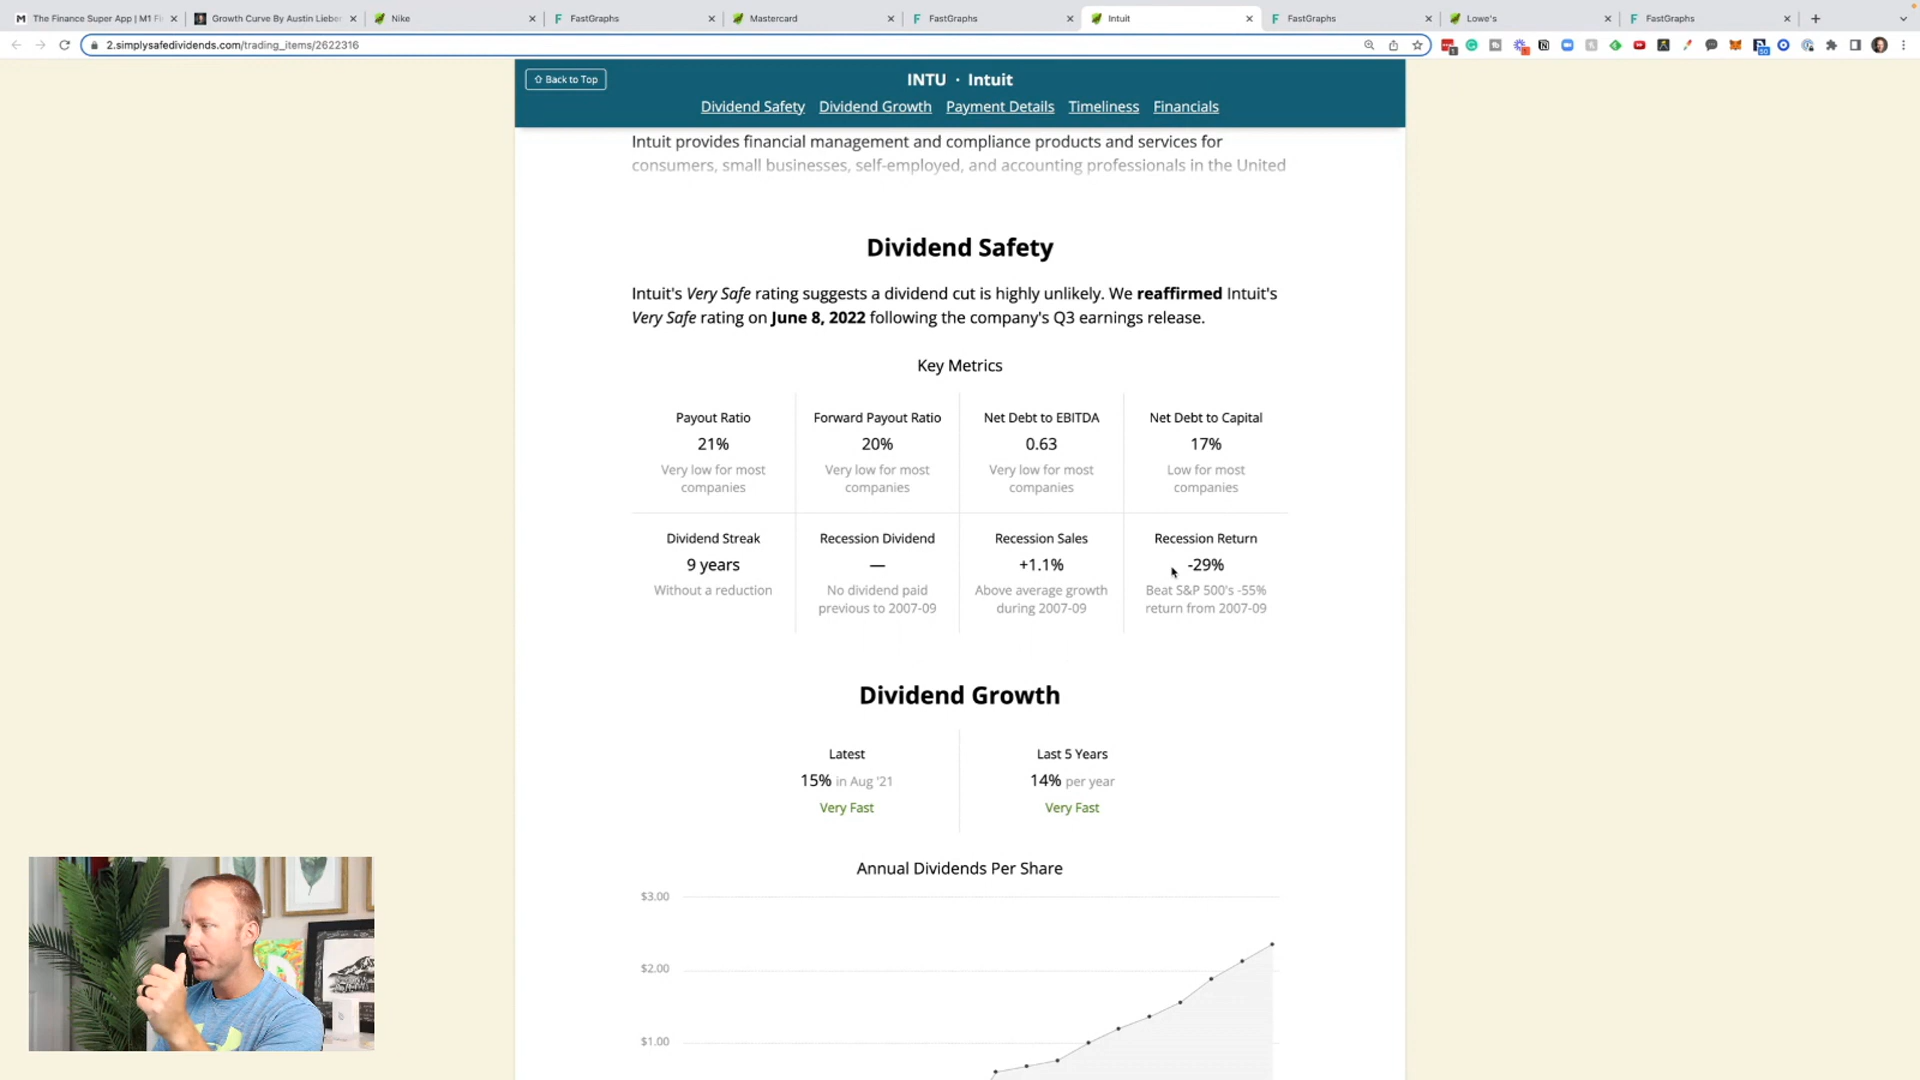 The Finance Super App | M1 Fi
Growth Curve By Austin Lieber
Nike
FastGraphs
Mastercard
FastGraphs
Intuit
FastGraphs
Lowe's
FastGraphs
2.simplysafedividends.com/trading_items/2622316
Back to Top
INTU · Intuit
Dividend Safety Dividend Growth Payment Details Timeliness Financials
Intuit provides financial management and compliance products and services for
consumers, small businesses, self-employed, and accounting professionals in the United
Dividend Safety
Intuit's Very Safe rating suggests a dividend cut is highly unlikely. We reaffirmed Intuit's
Very Safe rating on June 8, 2022 following the company's Q3 earnings release.
Key Metrics
Payout Ratio
21%
Very low for most
companies
Forward Payout Ratio
20%
Very low for most
companies
Net Debt to EBITDA
0.63
Very low for most
companies
Net Debt to Capital
17%
Low for most
companies
Dividend Streak
9 years
Without a reduction
Recession Dividend
—
No dividend paid
previous to 2007-09
Recession Sales
+1.1%
Above average growth
during 2007-09
Recession Return
-29%
Beat S&P 500's -55%
return from 2007-09
Dividend Growth
Latest
15% in Aug '21
Very Fast
Last 5 Years
14% per year
Very Fast
Annual Dividends Per Share
$3.00
$2.00
$1.00